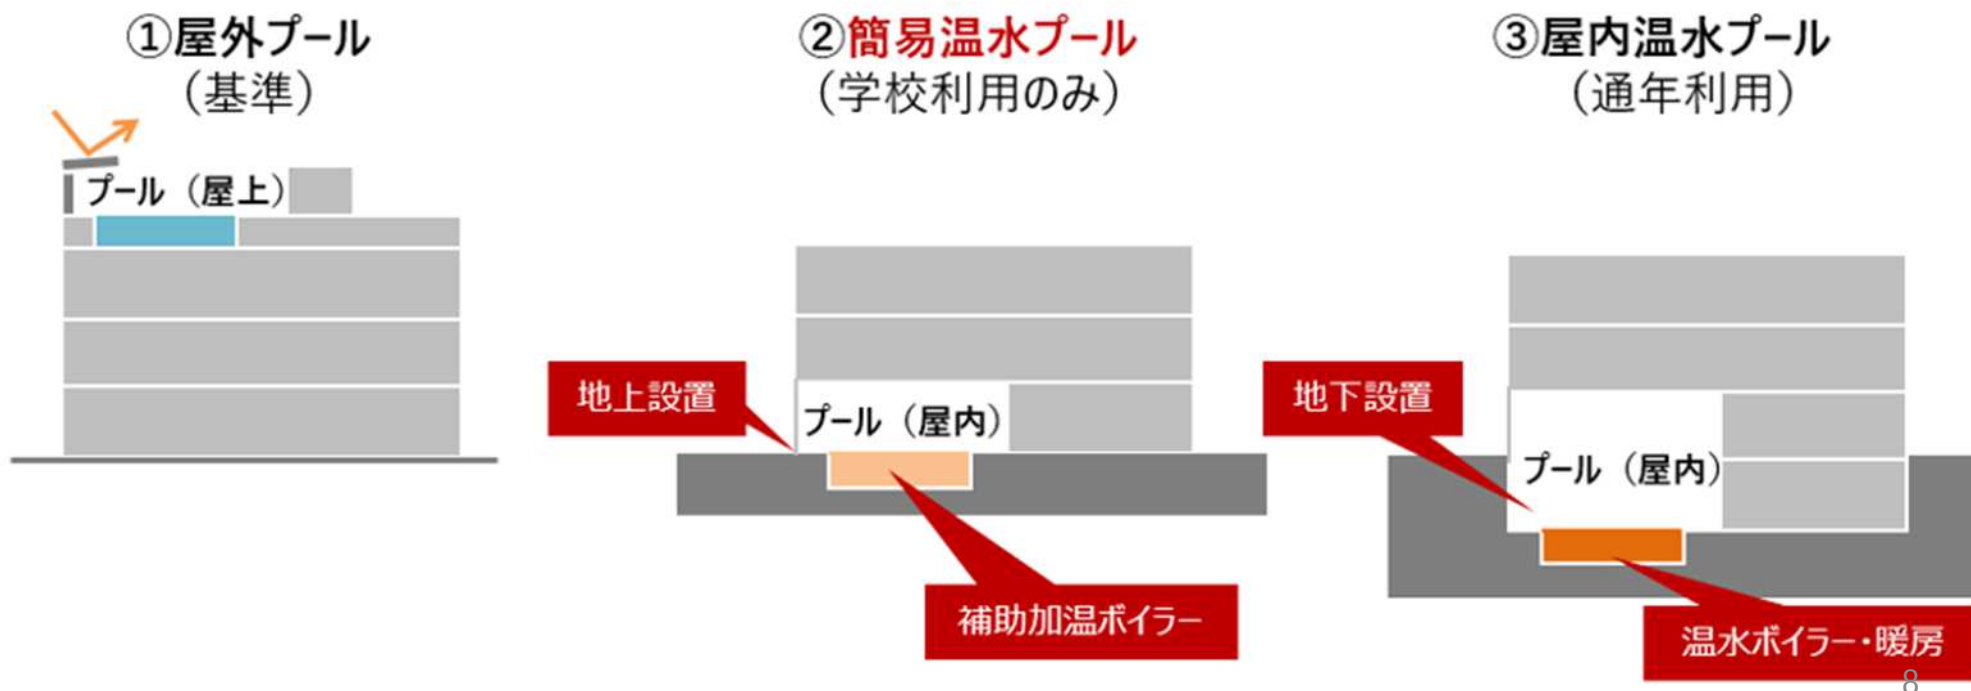 ①屋外プール
（基準）
プール（屋上）
②簡易温水プール
（学校利用のみ）
地上設置
プール（屋内）
補助加温ボイラー
③屋内温水プール
（通年利用）
地下設置
プール（屋内）
温水ボイラー・暖房
8